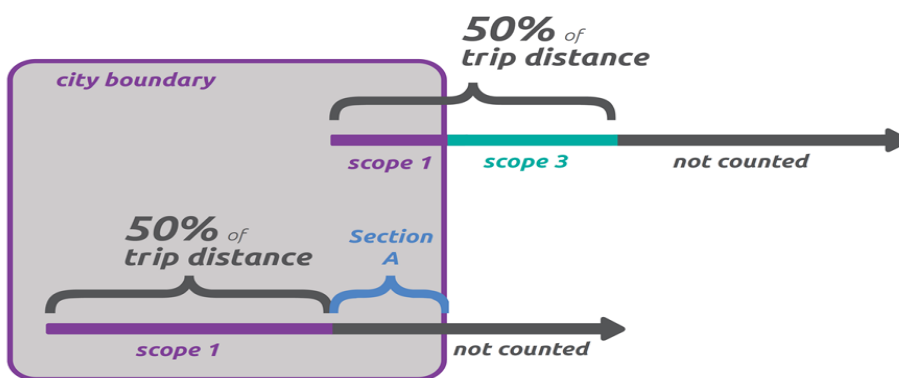 50% of
trip distance
city boundary
scope 1
scope 3
not counted
50% of
trip distance
Section
A
scope 1
not counted